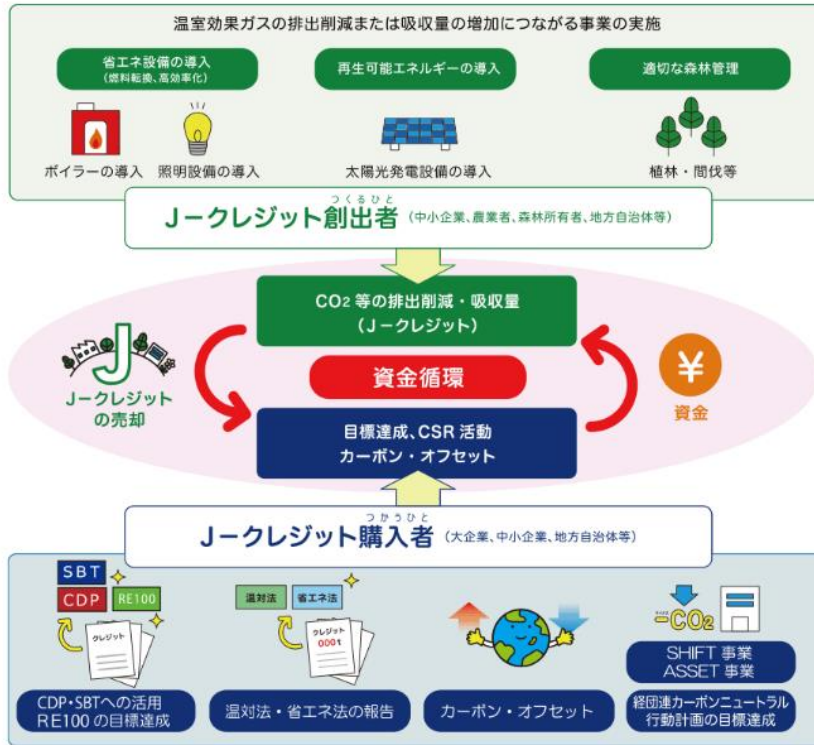 温室効果ガスの排出削減または吸収量の増加につながる事業の実施
省エネ設備の導入
（燃料転換、高効率化）
再生可能エネルギーの導入
適切な森林管理
ボイラーの導入
照明設備の導入
太陽光発電設備の導入
植林・間伐等
つくるひと
Jークレジット創出者（中小企業、農業者、森林所有者、地方自治体等）
CO2 等の排出削減・吸収量
（Jークレジット）
J
Jークレジット
の売却
資金循環
¥
資金
目標達成、CSR 活動
カーボン・オフセット
つかうひと
Jークレジット購入者（大企業、中小企業、地方自治体等）
SBT
CDP
RE100
クレジット
CDP・SBTへの活用
RE100 の目標達成
温対法
省エネ法
クレジット
000t
温対法・省エネ法の報告
カーボン・オフセット
CO2
SHIFT 事業
ASSET 事業
経団連カーボンニュートラル
行動計画の目標達成